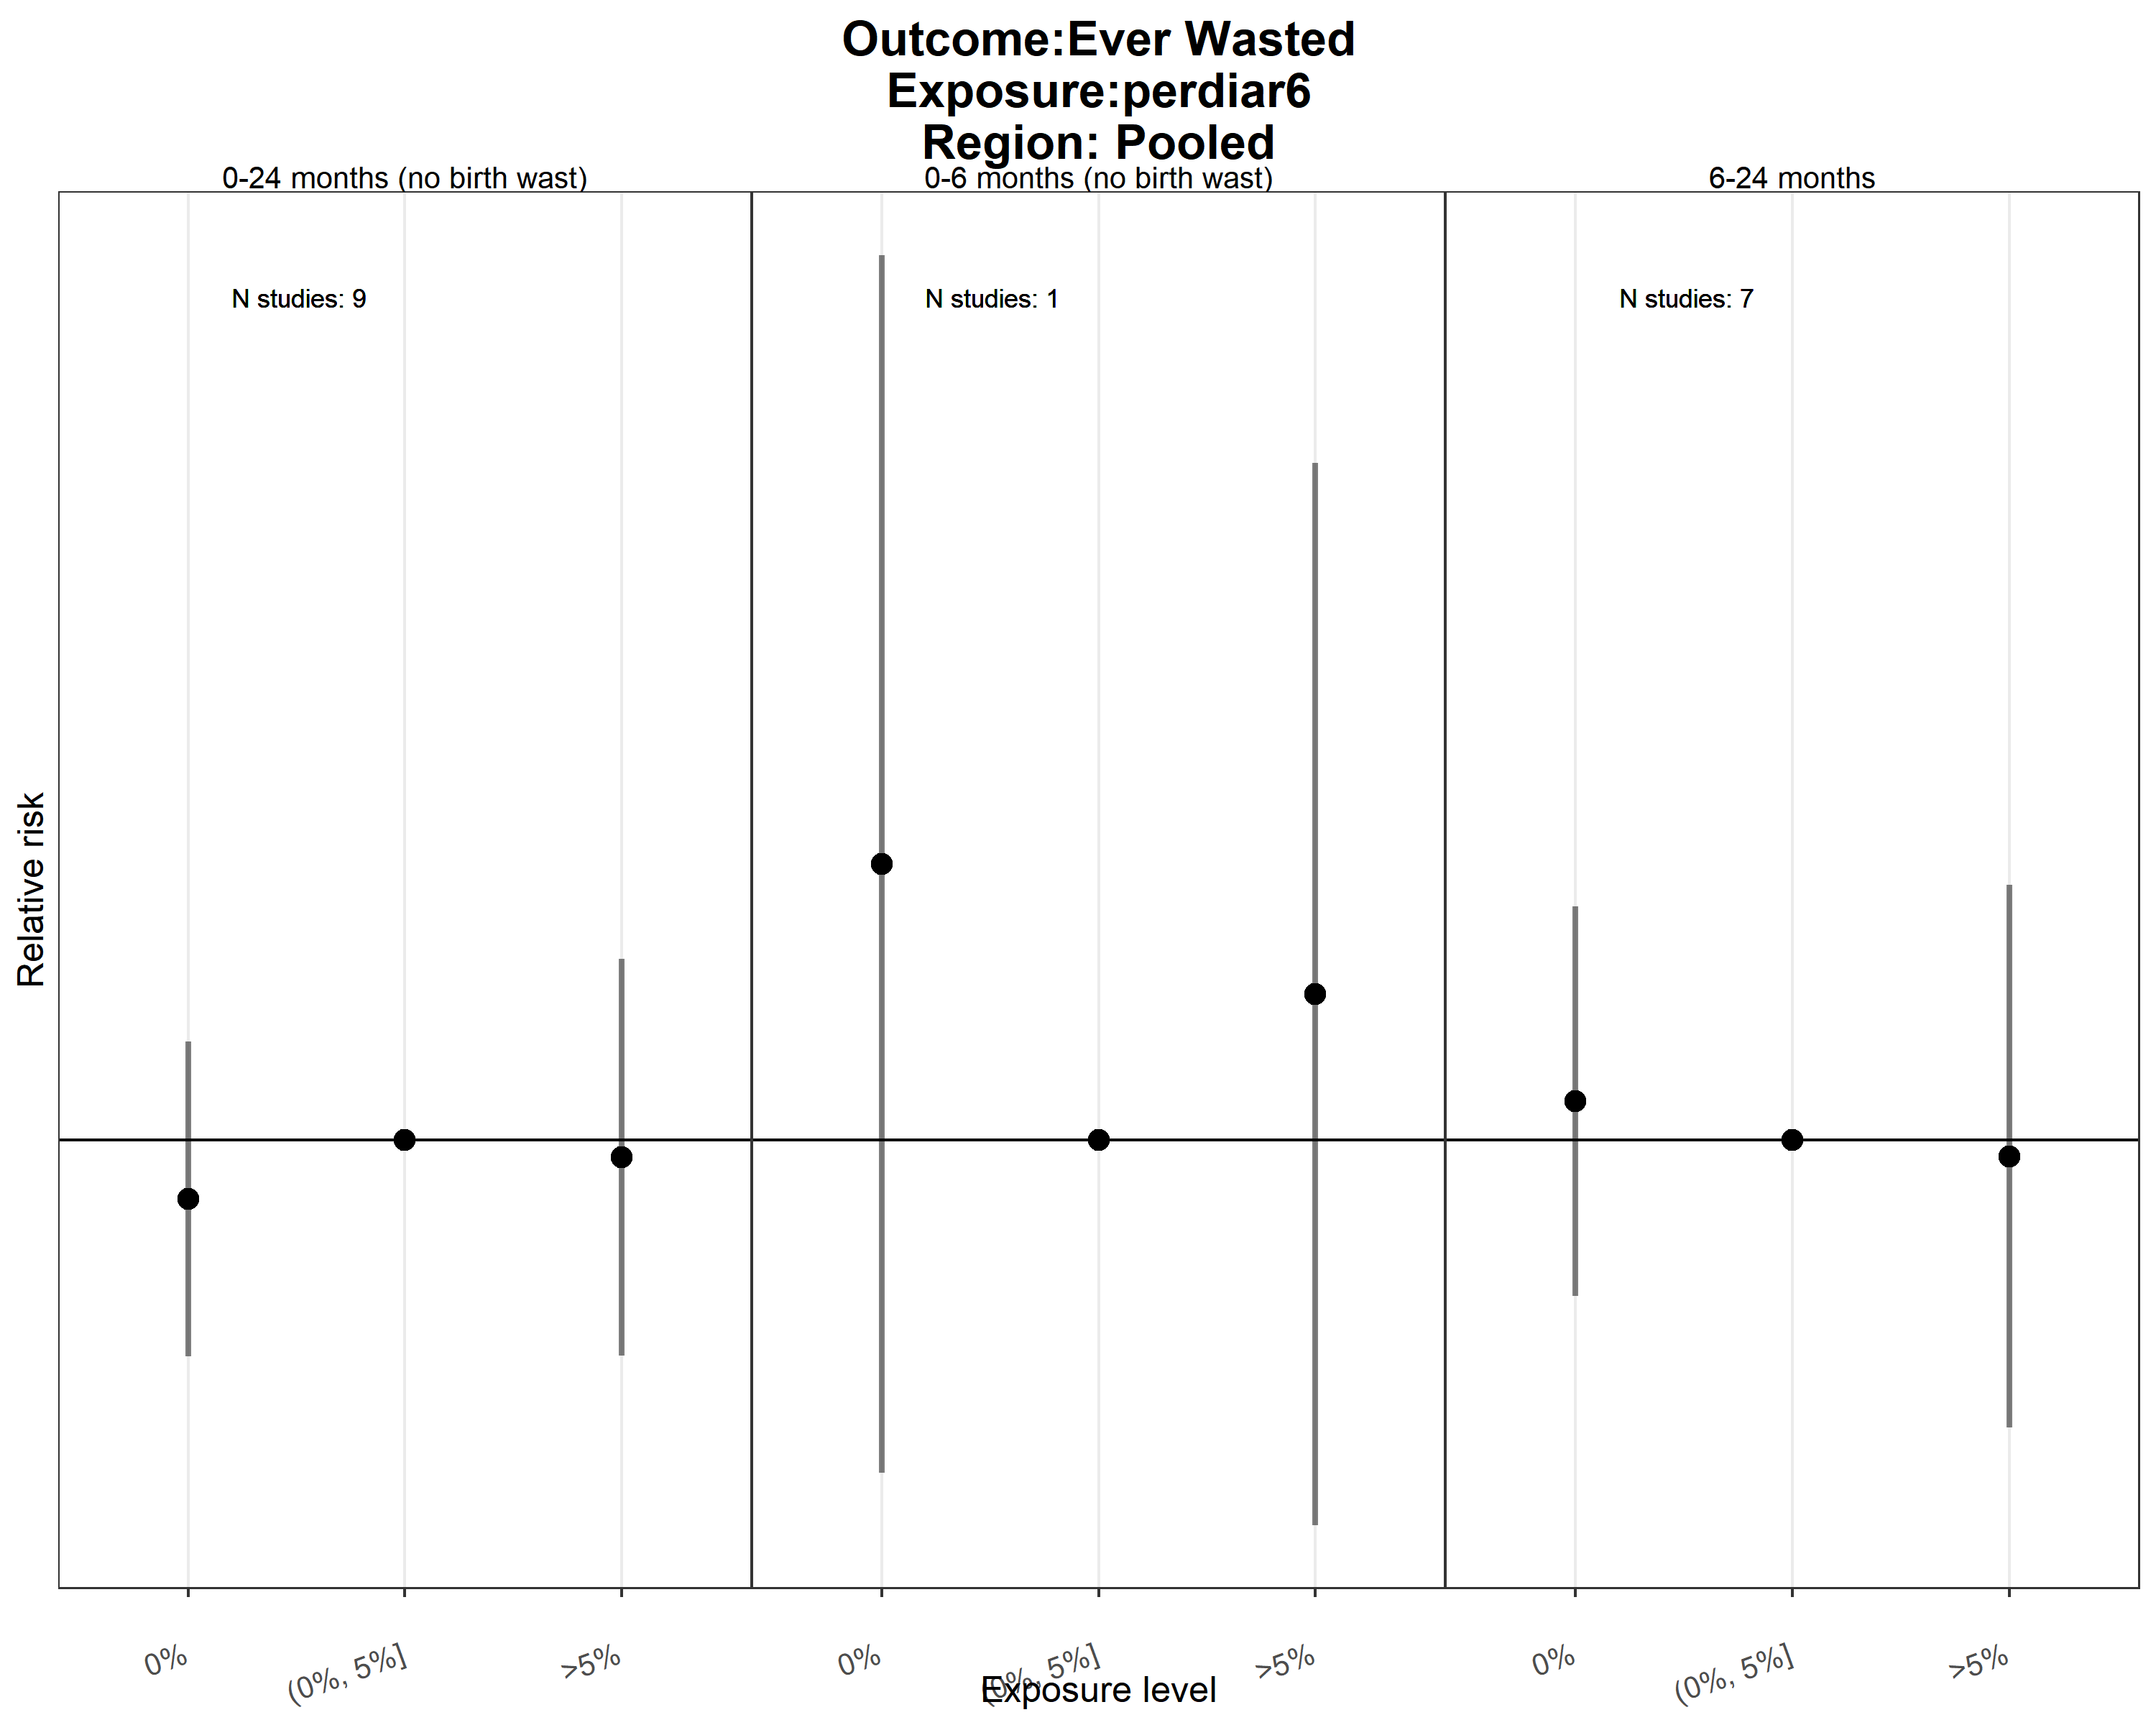 Outcome:Ever Wasted
Exposure:perdiar6
Region: Pooled
0-24 months (no birth wast)
0-6 months (no birth wast)
6-24 months
N studies: 9
N studies: 1
N studies: 7
Relative risk
0%
(0%, 5%]
>5%
0%
(0%, 5%]
>5%
0%
(0%, 5%]
>5%
Exposure level